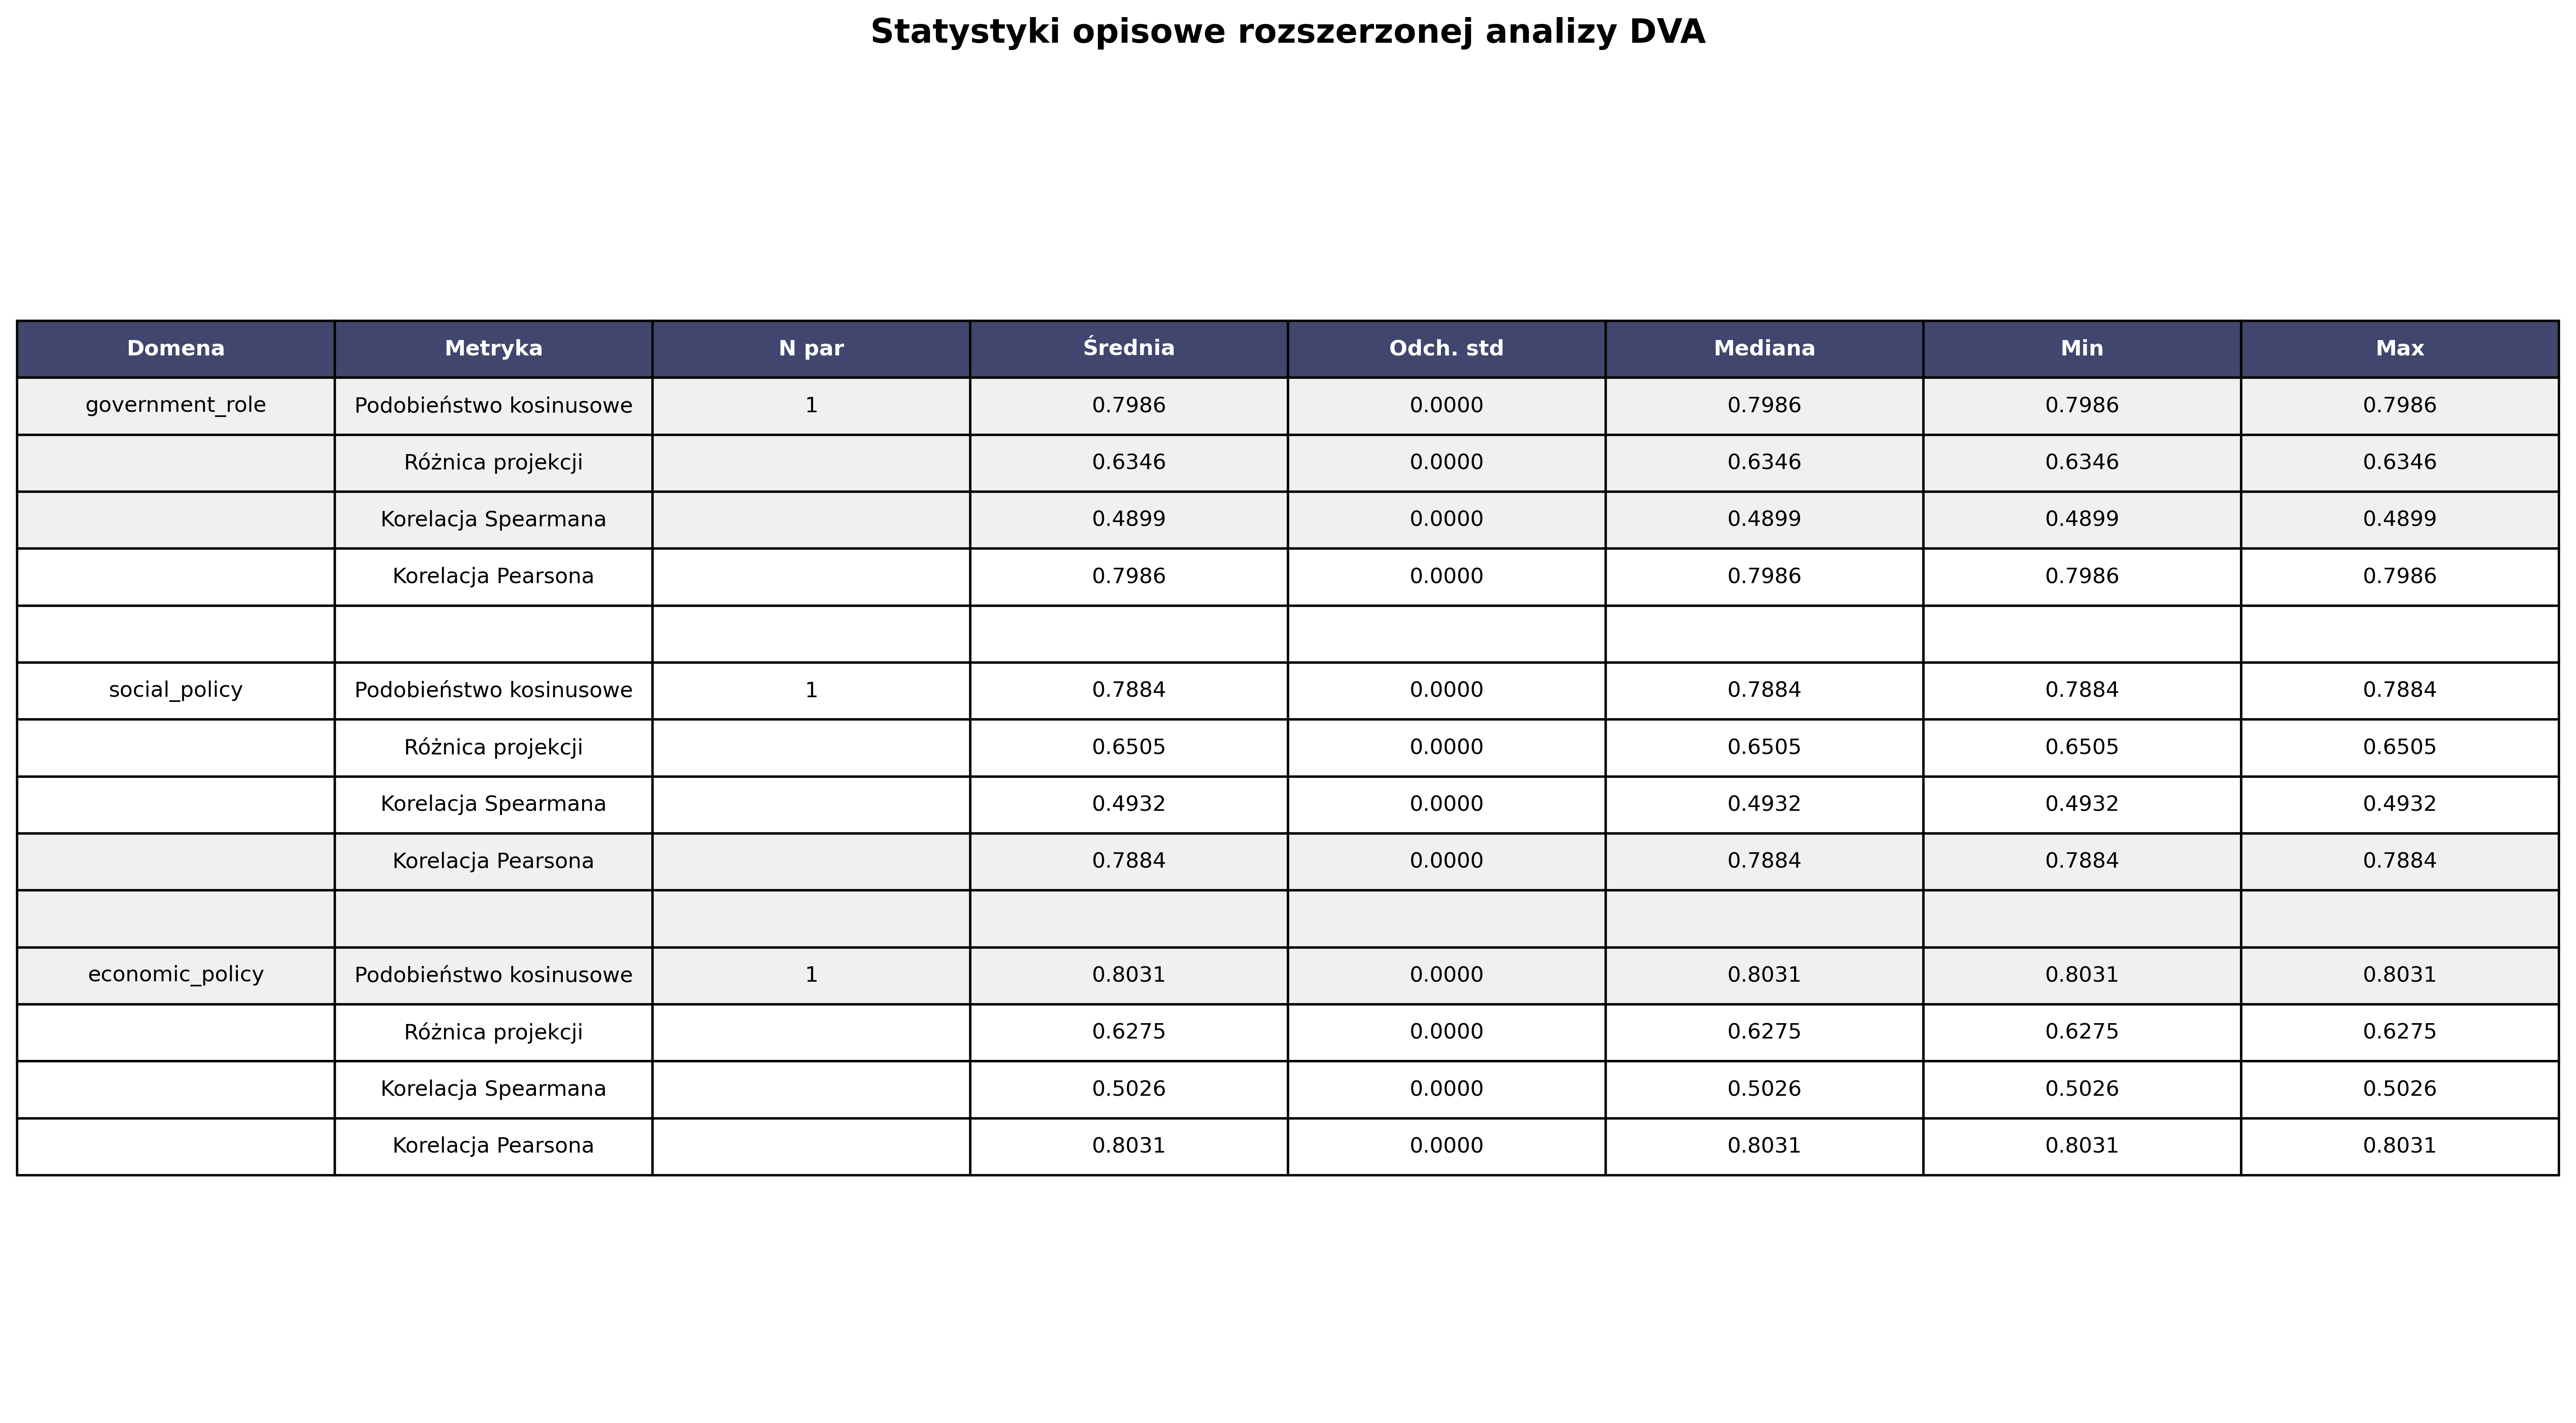 Statystyki opisowe rozszerzonej analizy DVA
Domena Metryka N par Średnia Odch. std Mediana Min Max
government_role Podobieństwo kosinusowe 1 0.7986 0.0000 0.7986 0.7986 0.7986
Różnica projekcji 0.6346 0.0000 0.6346 0.6346 0.6346
Korelacja Spearmana 0.4899 0.0000 0.4899 0.4899 0.4899
Korelacja Pearsona 0.7986 0.0000 0.7986 0.7986 0.7986
social_policy Podobieństwo kosinusowe 1 0.7884 0.0000 0.7884 0.7884 0.7884
Różnica projekcji 0.6505 0.0000 0.6505 0.6505 0.6505
Korelacja Spearmana 0.4932 0.0000 0.4932 0.4932 0.4932
Korelacja Pearsona 0.7884 0.0000 0.7884 0.7884 0.7884
economic_policy Podobieństwo kosinusowe 1 0.8031 0.0000 0.8031 0.8031 0.8031
Różnica projekcji 0.6275 0.0000 0.6275 0.6275 0.6275
Korelacja Spearmana 0.5026 0.0000 0.5026 0.5026 0.5026
Korelacja Pearsona 0.8031 0.0000 0.8031 0.8031 0.8031